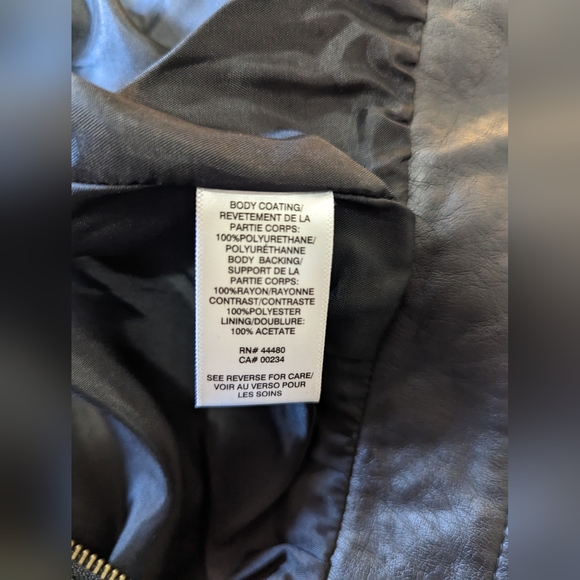 BODY COATING/
REVETEMENT DE LA
PARTIE CORPS:
100%POLYURETHANE/
POLYURÉTHANNE
BODY BACKING/
SUPPORT DE LA
PARTIE CORPS:
100%RAYON/RAYONNE
CONTRAST/CONTRASTE
100%POLYESTER
LINING/DOUBLURE:
100% ACETATE
RN# 44480
CA# 00234
SEE REVERSE FOR CARE/
VOIR AU VERSO POUR
LES SOINS